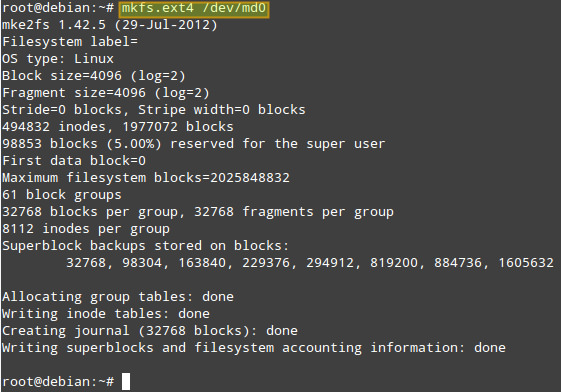 root@debian:~# mkfs.ext4 /dev/md0
mke2fs 1.42.5 (29-Jul-2012)
Filesystem label=
OS type: Linux
Block size=4096 (log=2)
Fragment size=4096 (log=2)
Stride=0 blocks, Stripe width=0 blocks
494832 inodes, 1977072 blocks
98853 blocks (5.00%) reserved for the super user
First data block=0
Maximum filesystem blocks=2025848832
61 block groups
32768 blocks per group, 32768 fragments per group
8112 inodes per group
Superblock backups stored on blocks:
        32768, 98304, 163840, 229376, 294912, 819200, 884736, 1605632
Allocating group tables: done
Writing inode tables: done
Creating journal (32768 blocks): done
Writing superblocks and filesystem accounting information: done
root@debian:~#